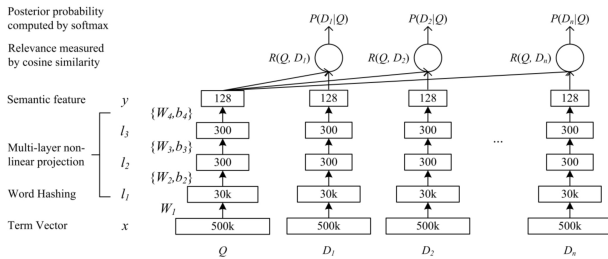 Posterior probability
computed by softmax
P(D1|Q) P(D2|Q) P(Dn|Q)
Relevance measured
by cosine similarity
R(Q, D1) R(Q, D2) R(Q, Dn)
Semantic feature y 128 128 128 128
{W4,b4}
l3 300 300 300 300
Multi-layer non-
linear projection
{W3,b3}
...
l2 300 300 300 300
{W2,b2}
Word Hashing l1 30k 30k 30k 30k
W1
Term Vector x 500k 500k 500k 500k
Q D1 D2 Dn